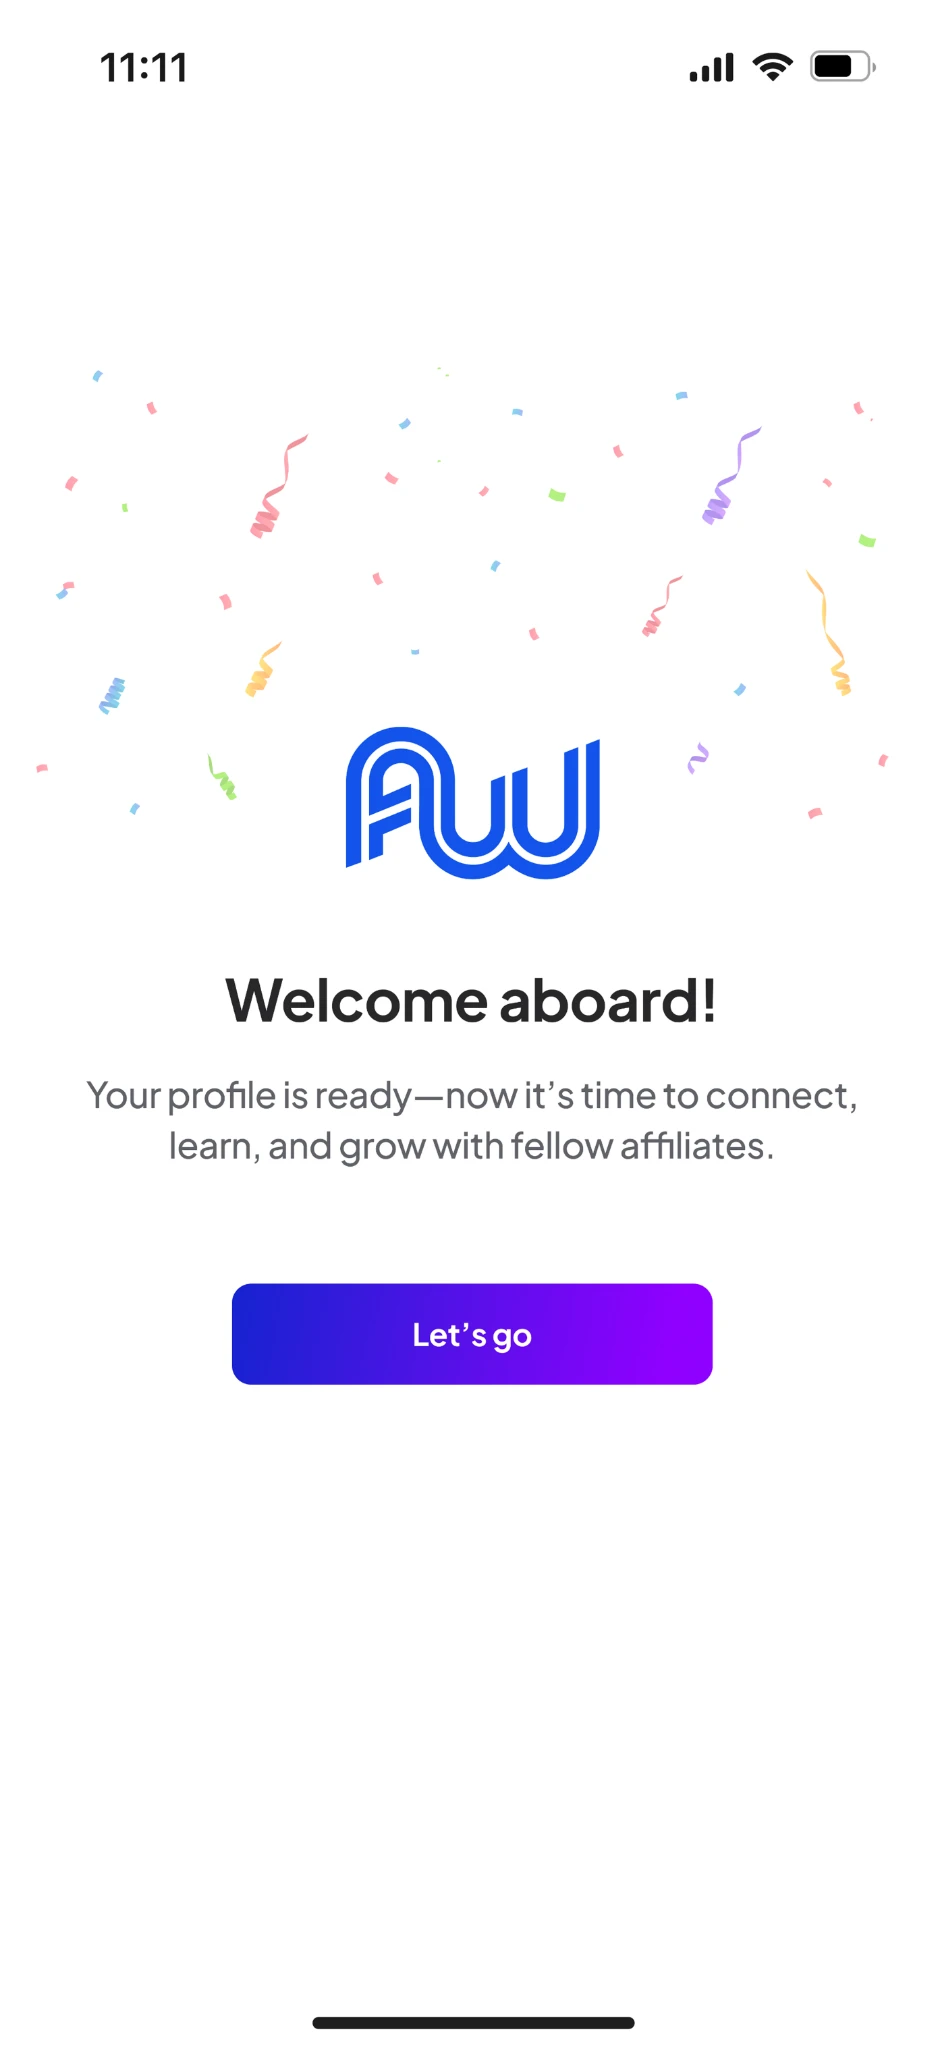 11:11
AW
Welcome aboard!
Your profile is ready—now it’s time to connect,
learn, and grow with fellow affiliates.
Let’s go